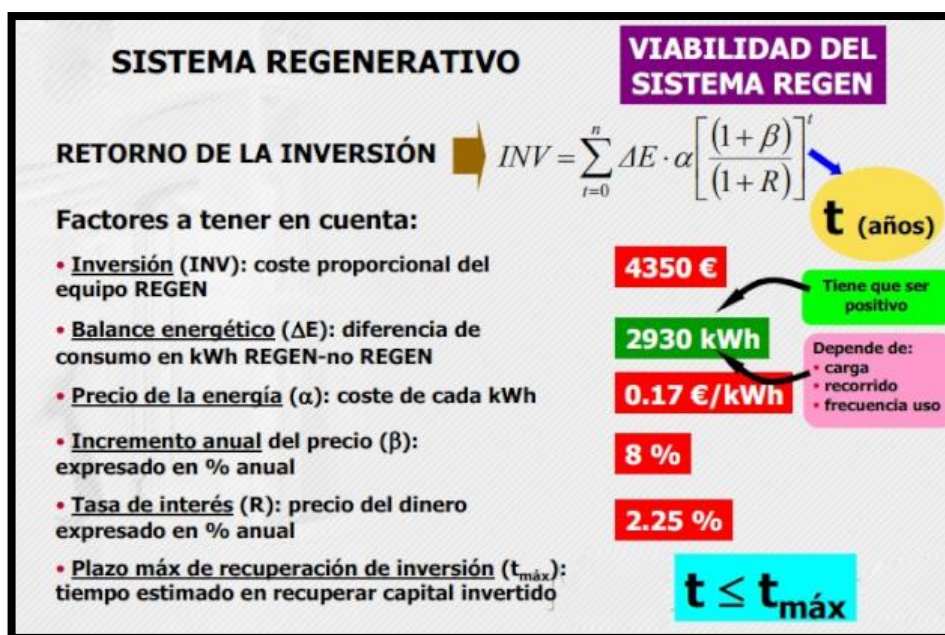 SISTEMA REGENERATIVO
VIABILIDAD DEL
SISTEMA REGEN
RETORNO DE LA INVERSIÓN
INV = \sum_{t=0}^{n} ΔE · α [ (1 + β) / (1 + R) ]^t
t (años)
Factores a tener en cuenta:
• Inversión (INV): coste proporcional del
equipo REGEN
4350 €
Tiene que ser
positivo
• Balance energético (ΔE): diferencia de
consumo en kWh REGEN-no REGEN
2930 kWh
Depende de:
• carga
• recorrido
• frecuencia uso
• Precio de la energía (α): coste de cada kWh
0.17 €/kWh
• Incremento anual del precio (β):
expresado en % anual
8 %
• Tasa de interés (R): precio del dinero
expresado en % anual
2.25 %
• Plazo máx de recuperación de inversión (tmáx):
tiempo estimado en recuperar capital invertido
t ≤ tmáx